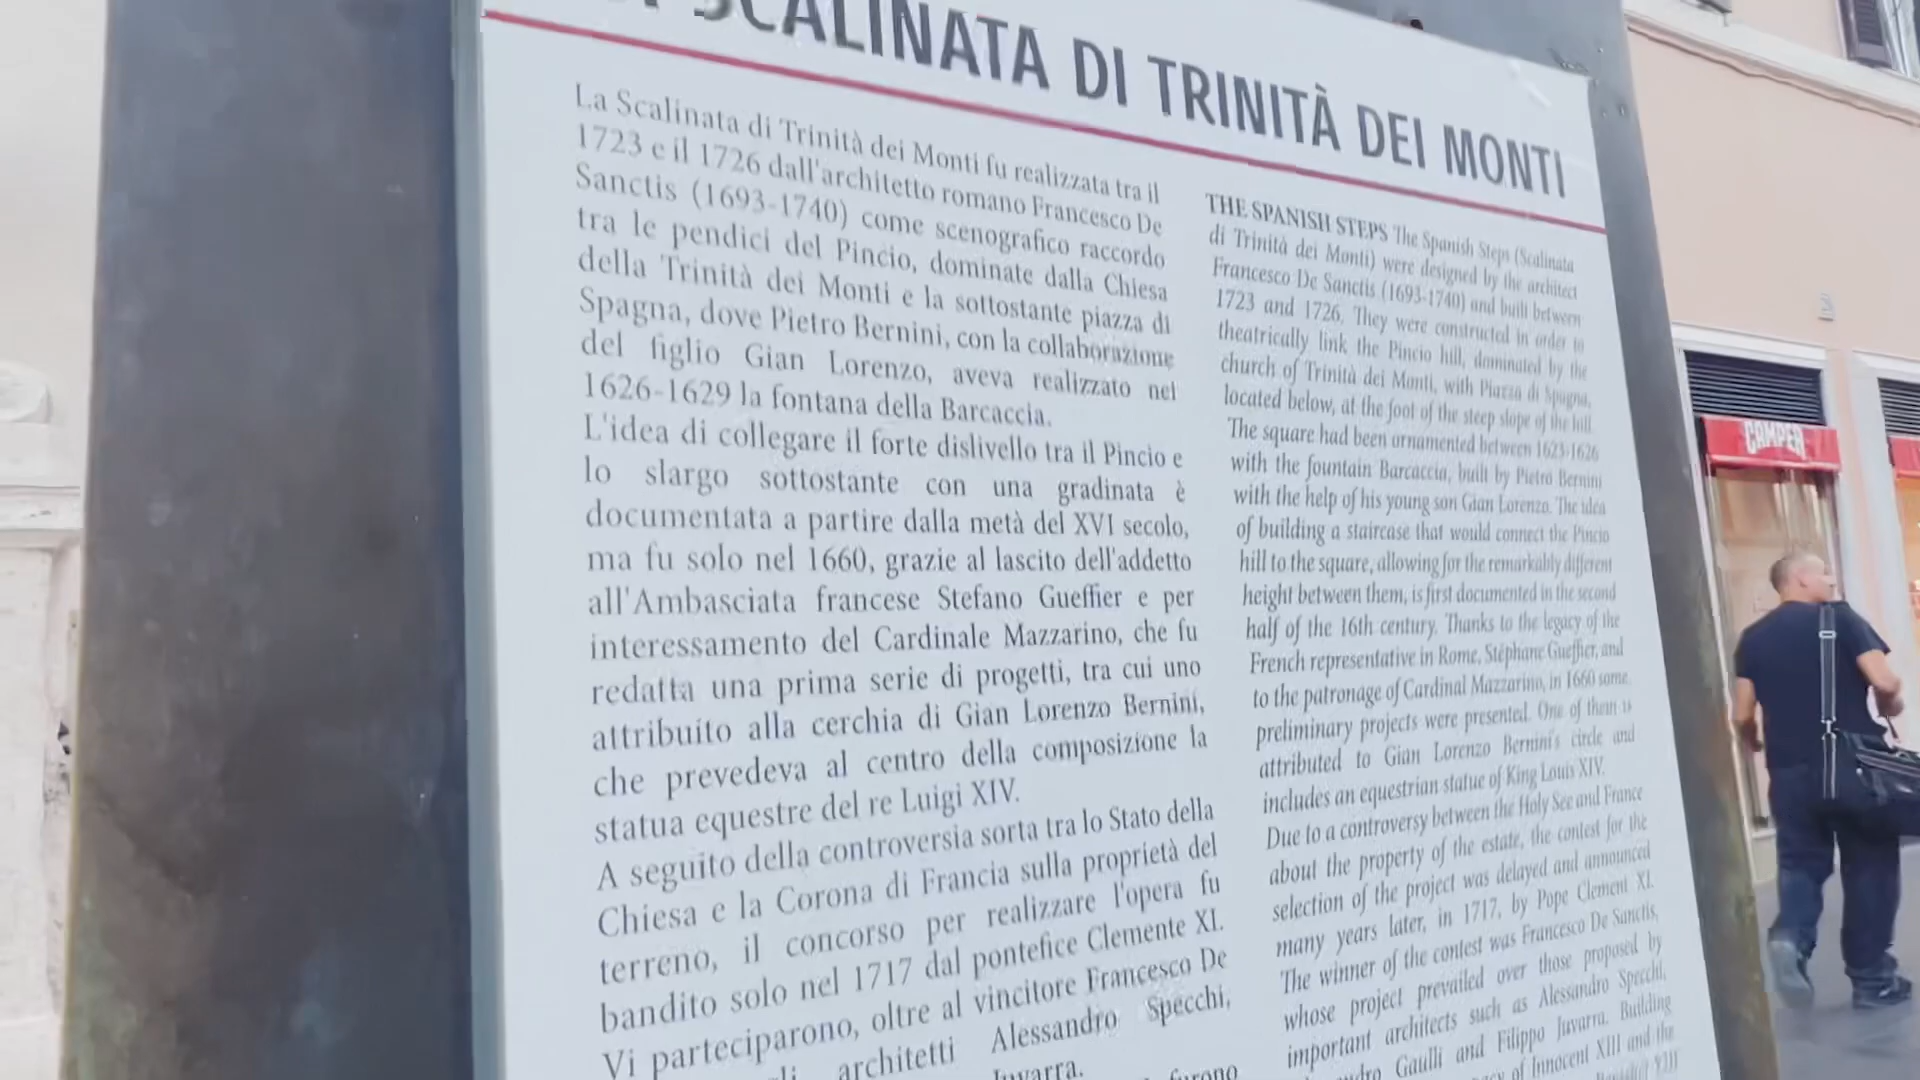 SCALINATA DI TRINITÀ DEI MONTI
La Scalinata di Trinità dei Monti fu realizzata tra il
1723 e il 1726 dall'architetto romano Francesco De
Sanctis (1693-1740) come scenografico raccordo
tra le pendici del Pincio, dominate dalla Chiesa
della Trinità dei Monti e la sottostante piazza di
Spagna, dove Pietro Bernini, con la collaborazione
del figlio Gian Lorenzo, aveva realizzato nel
1626-1629 la fontana della Barcaccia.
L'idea di collegare il forte dislivello tra il Pincio e
lo slargo sottostante con una gradinata è
documentata a partire dalla metà del XVI secolo,
ma fu solo nel 1660, grazie al lascito dell'addetto
all'Ambasciata francese Stefano Gueffier e per
interessamento del Cardinale Mazzarino, che fu
redatta una prima serie di progetti, tra cui uno
attribuito alla cerchia di Gian Lorenzo Bernini,
che prevedeva al centro della composizione la
statua equestre del re Luigi XIV.
A seguito della controversia sorta tra lo Stato della
Chiesa e la Corona di Francia sulla proprietà del
terreno, il concorso per realizzare l'opera fu
bandito solo nel 1717 dal pontefice Clemente XI.
Vi parteciparono, oltre al vincitore Francesco De
architetti Alessandro Specchi,
Juvarra.
furono
THE SPANISH STEPS The Spanish Steps (Scalinata
di Trinità dei Monti) were designed by the architect
Francesco De Sanctis (1693-1740) and built between
1723 and 1726. They were constructed in order to
theatrically link the Pincio hill, dominated by the
church of Trinità dei Monti, with Piazza di Spagna,
located below, at the foot of the steep slope of the hill.
The square had been ornamented between 1623-1626
with the fountain Barcaccia, built by Pietro Bernini
with the help of his young son Gian Lorenzo. The idea
of building a staircase that would connect the Pincio
hill to the square, allowing for the remarkably different
height between them, is first documented in the second
half of the 16th century. Thanks to the legacy of the
French representative in Rome, Stéphane Gueffier, and
to the patronage of Cardinal Mazzarino, in 1660 some
preliminary projects were presented. One of them is
attributed to Gian Lorenzo Bernini's circle and
includes an equestrian statue of King Louis XIV.
Due to a controversy between the Holy See and France
about the property of the estate, the contest for the
selection of the project was delayed and announced
many years later, in 1717, by Pope Clement XI.
The winner of the contest was Francesco De Sanctis,
whose project prevailed over those proposed by
important architects such as Alessandro Specchi,
Gaulli and Filippo Juvarra. Building
of Innocent XIII and the
CAMPER